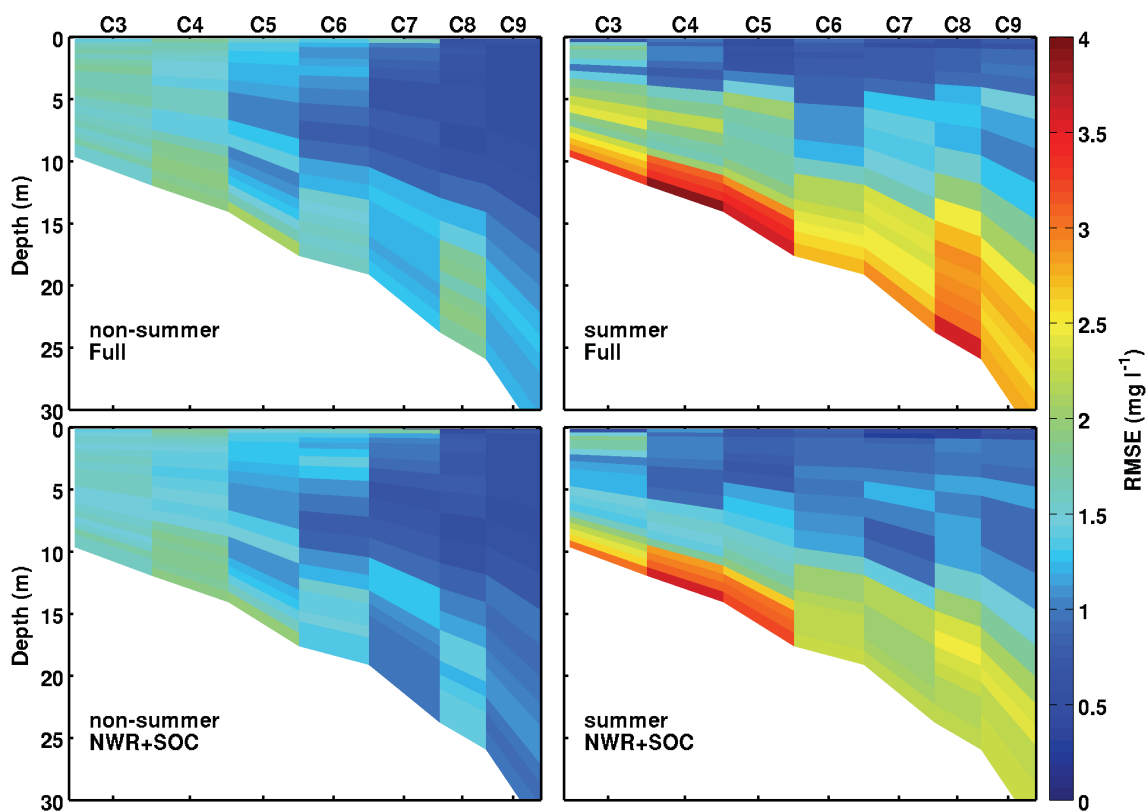 C3 C4 C5 C6 C7 C8 C9
C3 C4 C5 C6 C7 C8 C9
0
5
10
15
20
25
30
Depth (m)
non-summer
Full
summer
Full
0
5
10
15
20
25
30
Depth (m)
non-summer
NWR+SOC
summer
NWR+SOC
4
3.5
3
2.5
2
1.5
1
0.5
0
RMSE (mg l⁻¹)